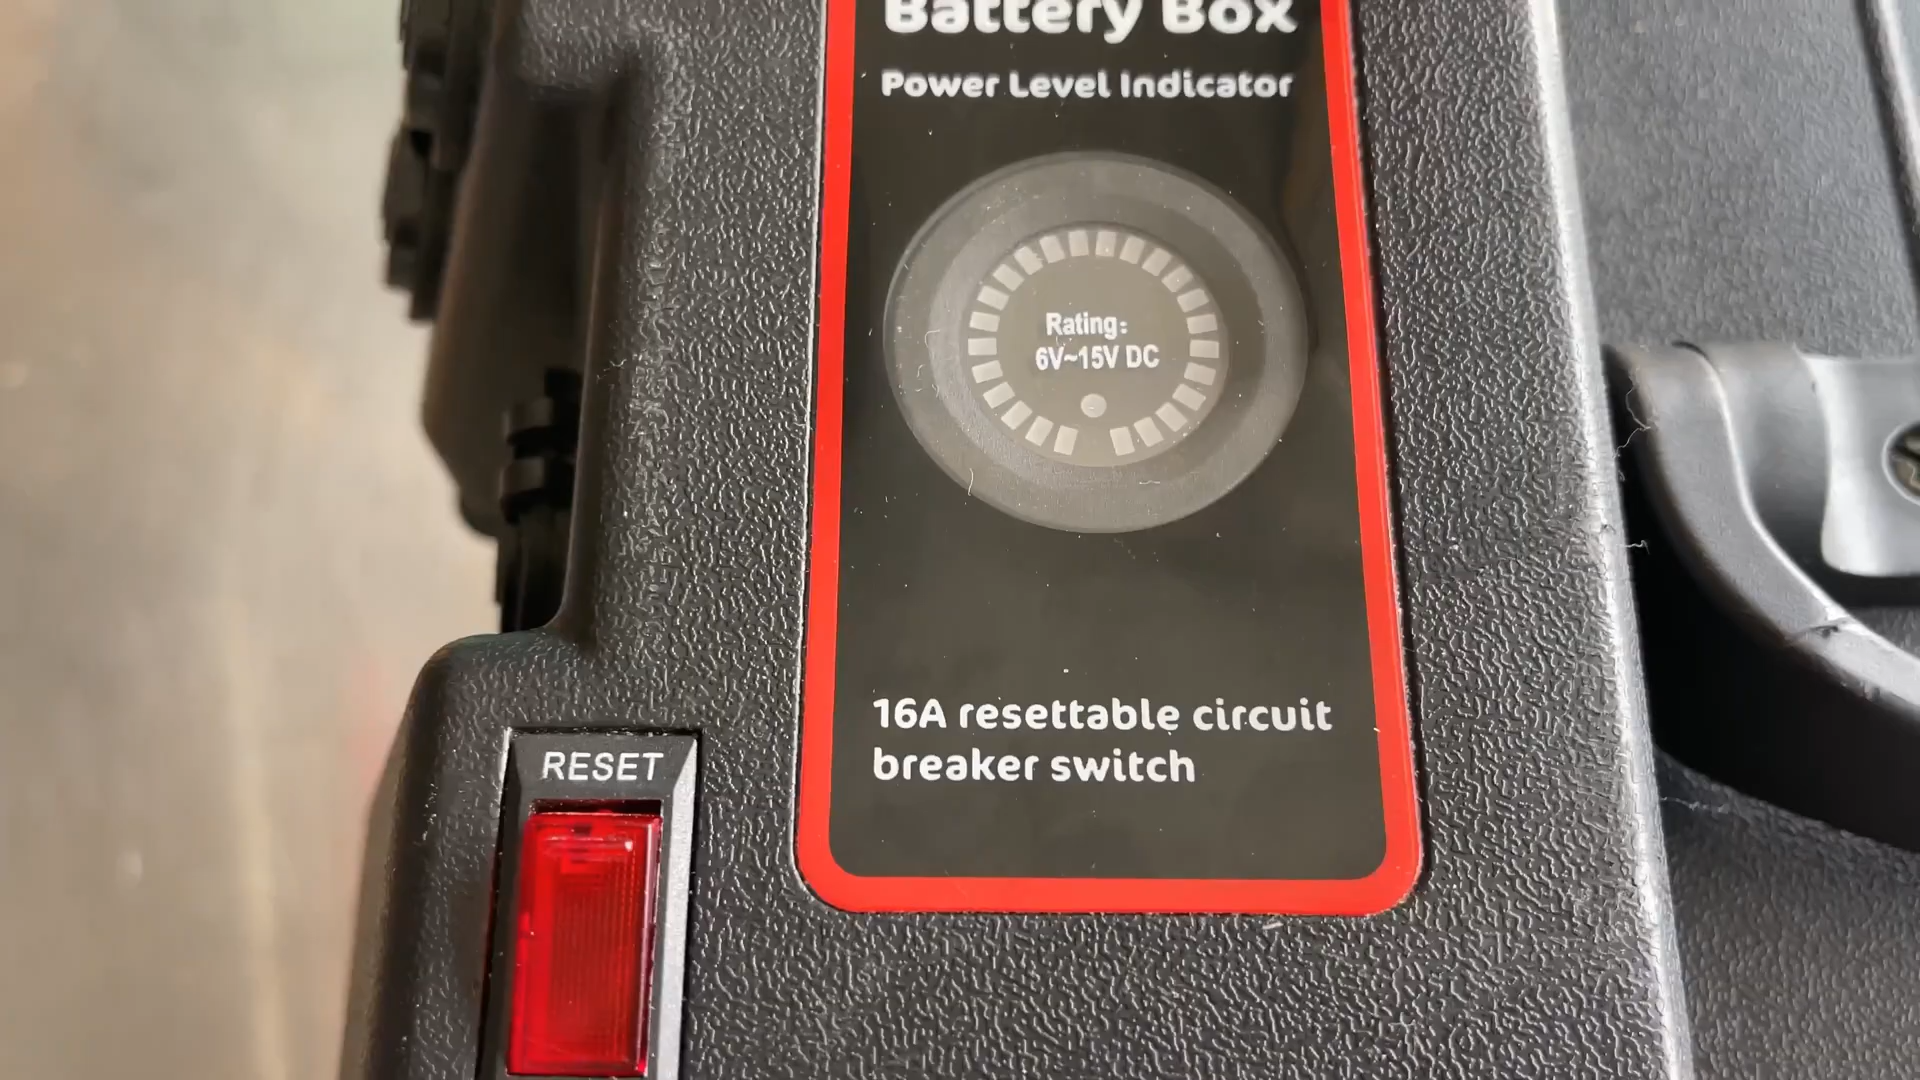 Battery Box
Power Level Indicator
Rating:
6V~15V DC
16A resettable circuit
breaker switch
RESET